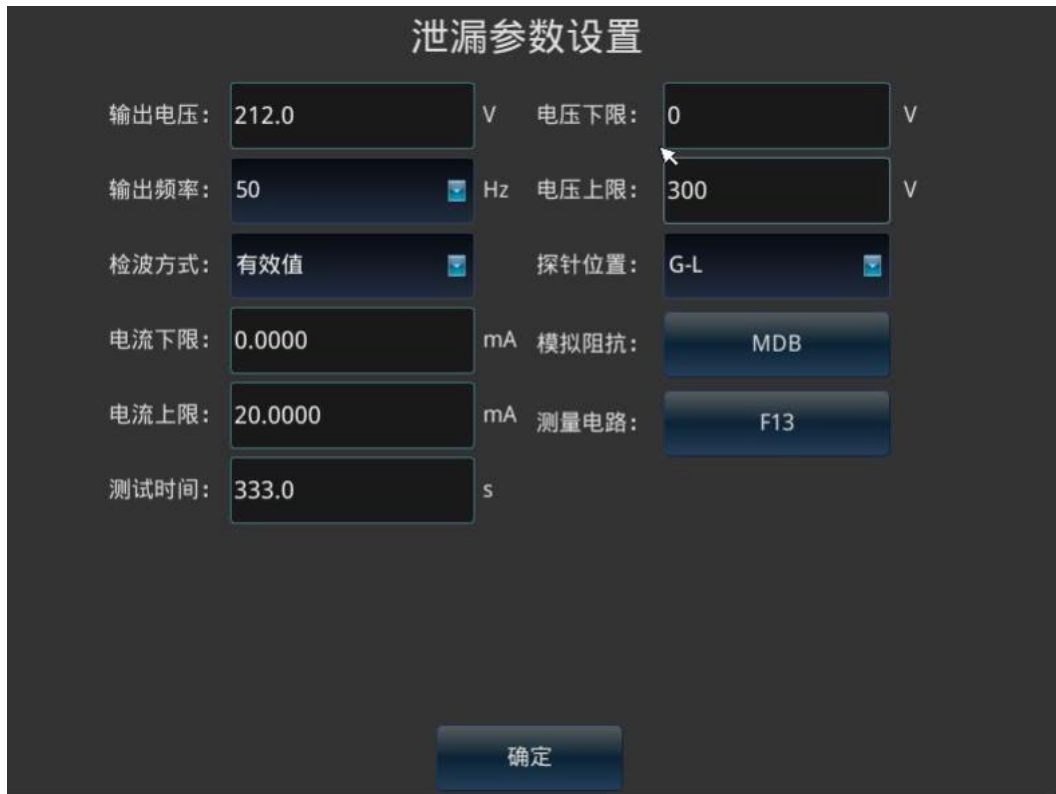 泄漏参数设置
输出电压: 212.0 V 电压下限: 0 V
输出频率: 50 Hz 电压上限: 300 V
检波方式: 有效值 探针位置: G-L
电流下限: 0.0000 mA 模拟阻抗: MDB
电流上限: 20.0000 mA 测量电路: F13
测试时间: 333.0 s
确定